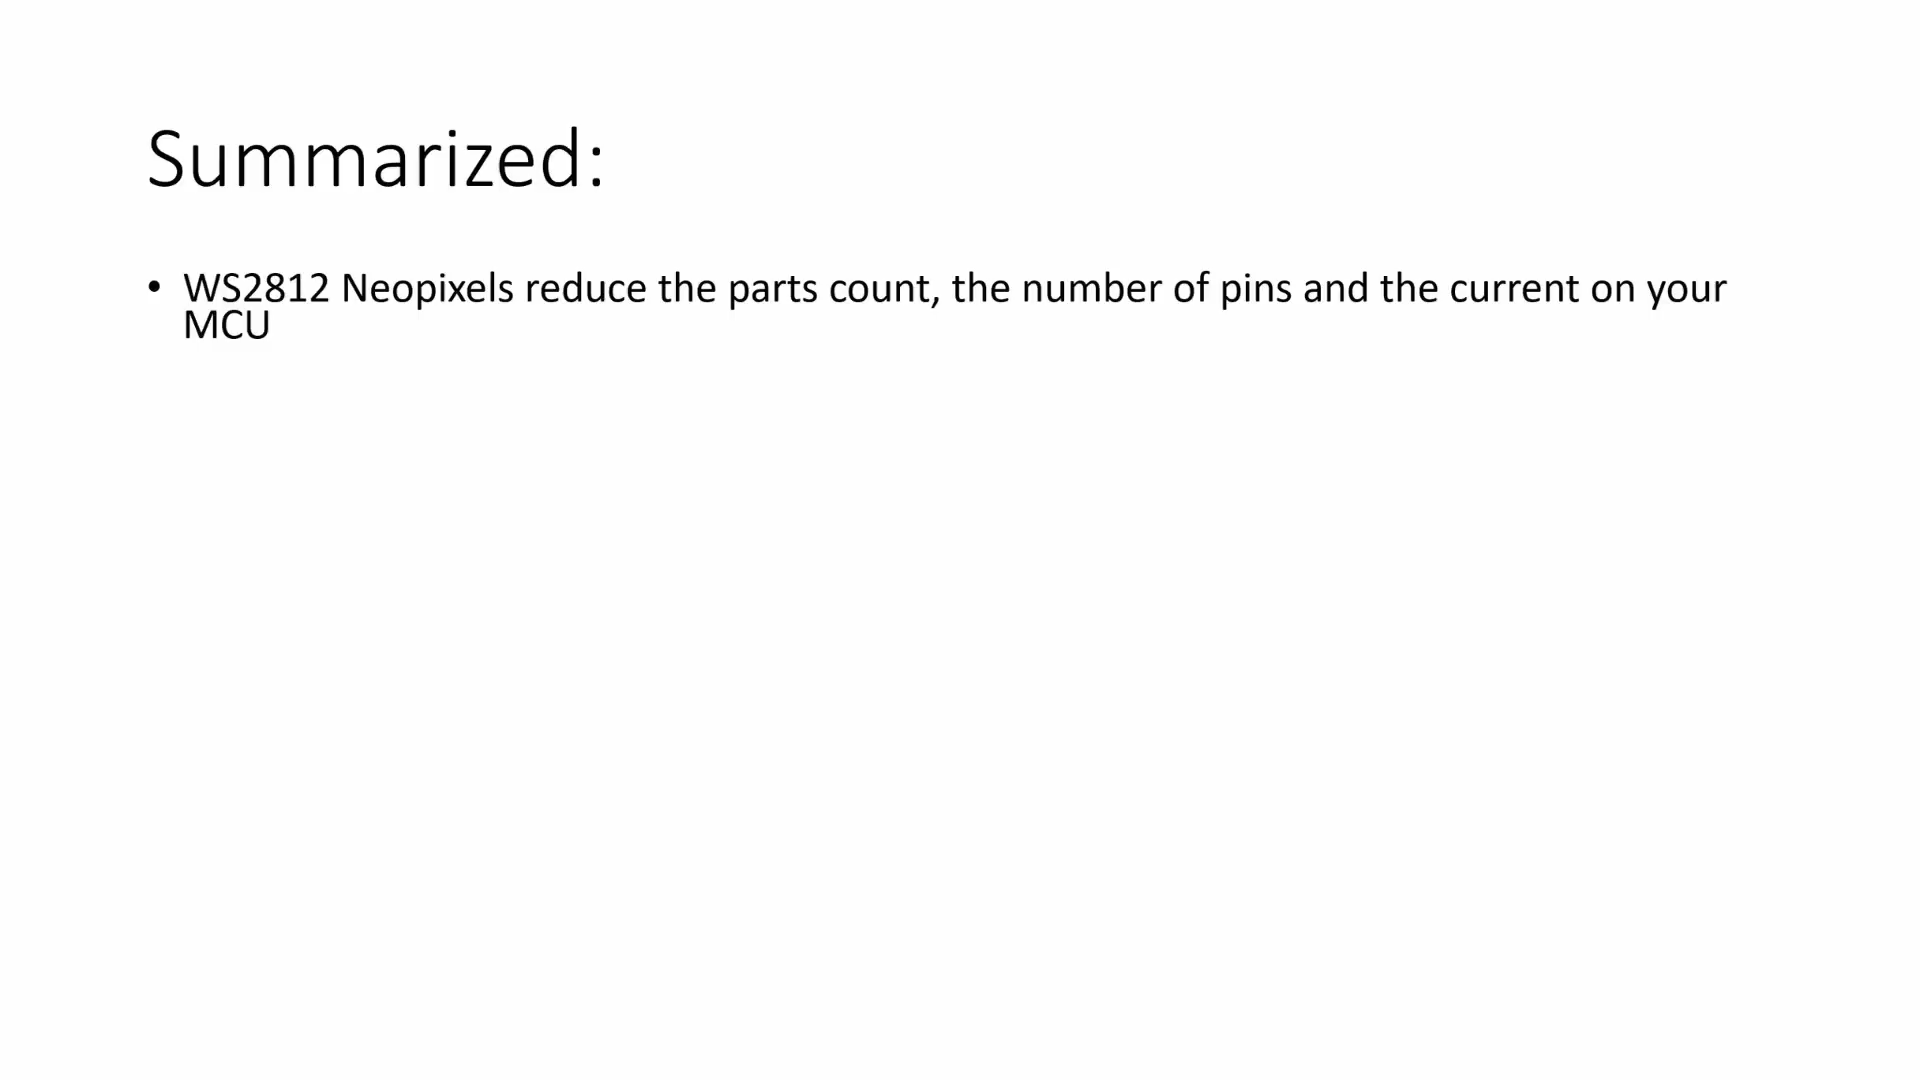 Summarized:
• WS2812 Neopixels reduce the parts count, the number of pins and the current on your
MCU